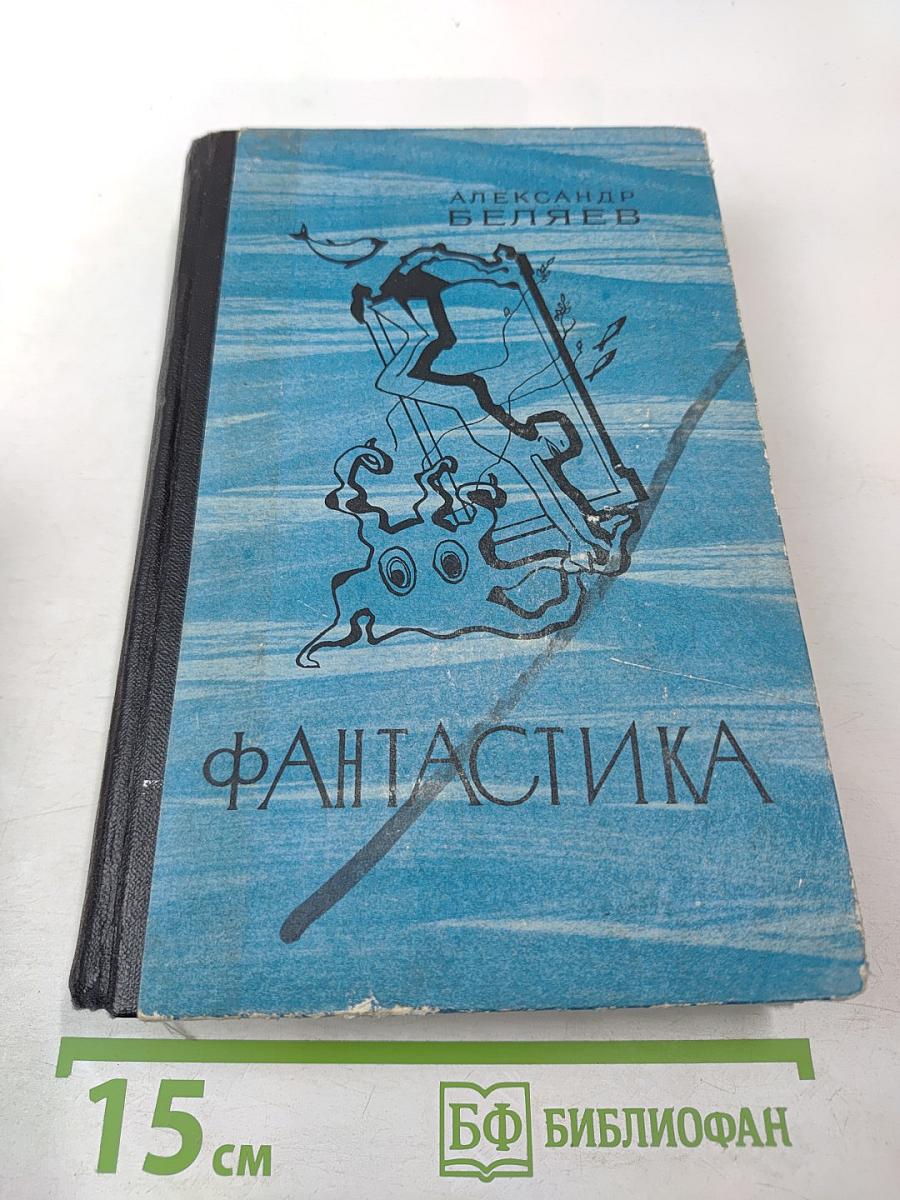 АЛЕКСАНДР
БЕЛЯЕВ
ФАНТАСТИКА
15 см
БФ БИБЛИОФАН